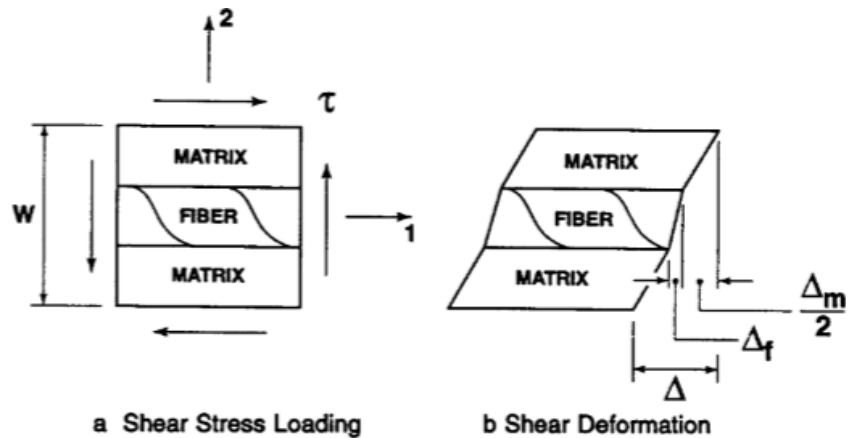 2
τ
MATRIX
W
FIBER
1
MATRIX
a Shear Stress Loading
MATRIX
FIBER
MATRIX
Δm
2
Δf
Δ
b Shear Deformation